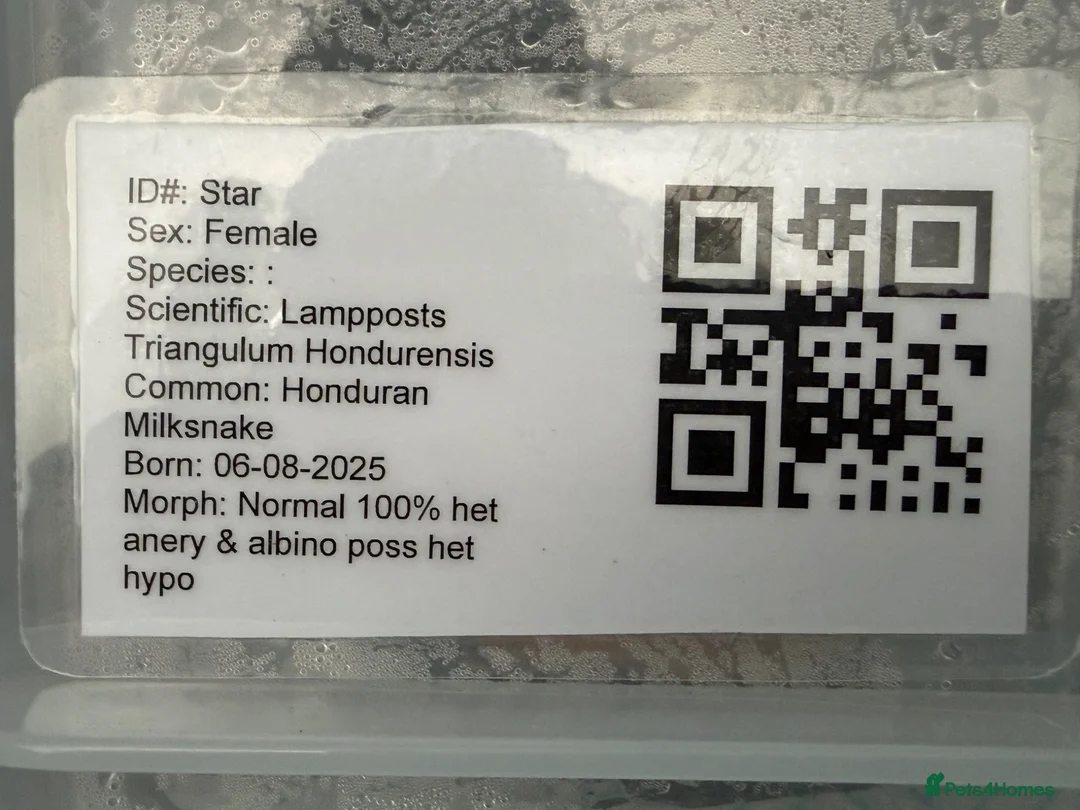 ID#: Star
Sex: Female
Species: :
Scientific: Lampposts
Triangulum Hondurensis
Common: Honduran
Milksnake
Born: 06-08-2025
Morph: Normal 100% het
anery & albino poss het
hypo
Pets4Homes